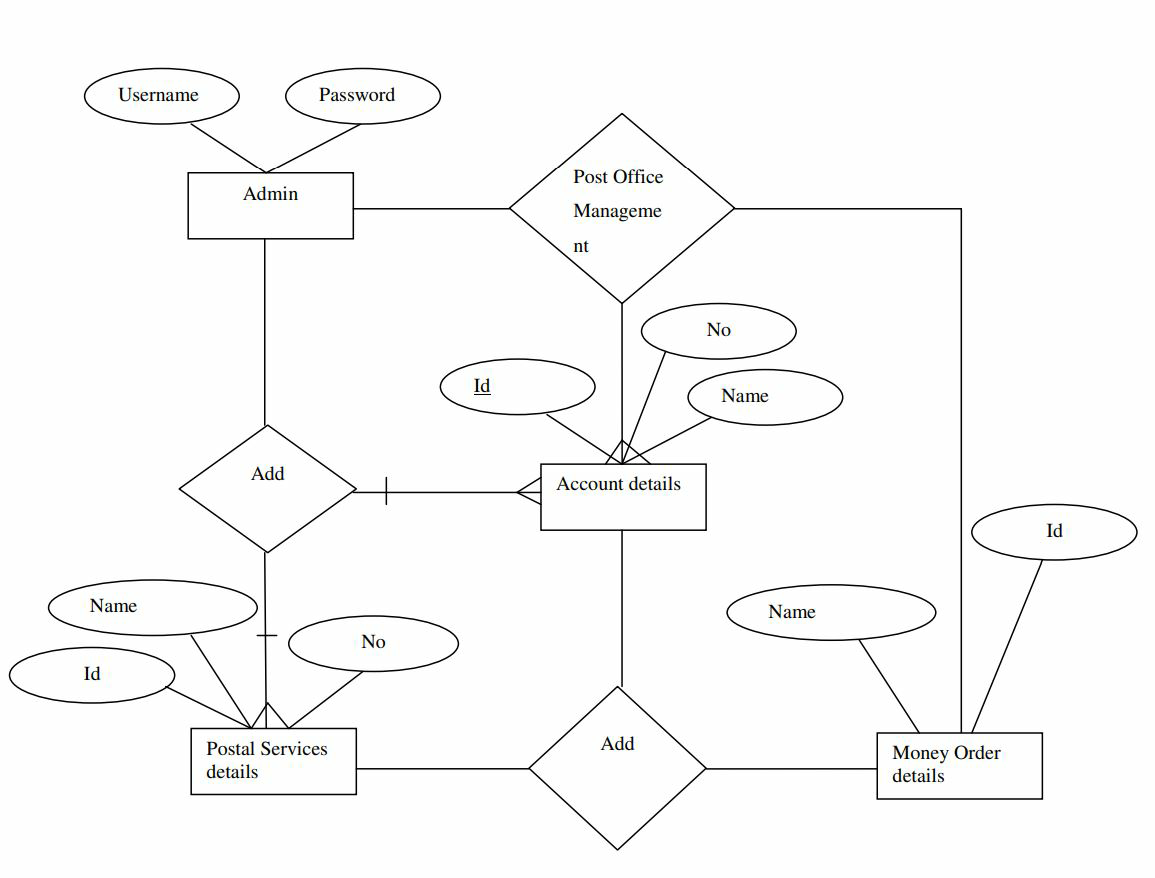 Username
Password
Admin
Post Office
Manageme
nt
No
Id
Name
Add
Account details
Id
Name
Name
No
Id
Add
Postal Services
details
Money Order
details